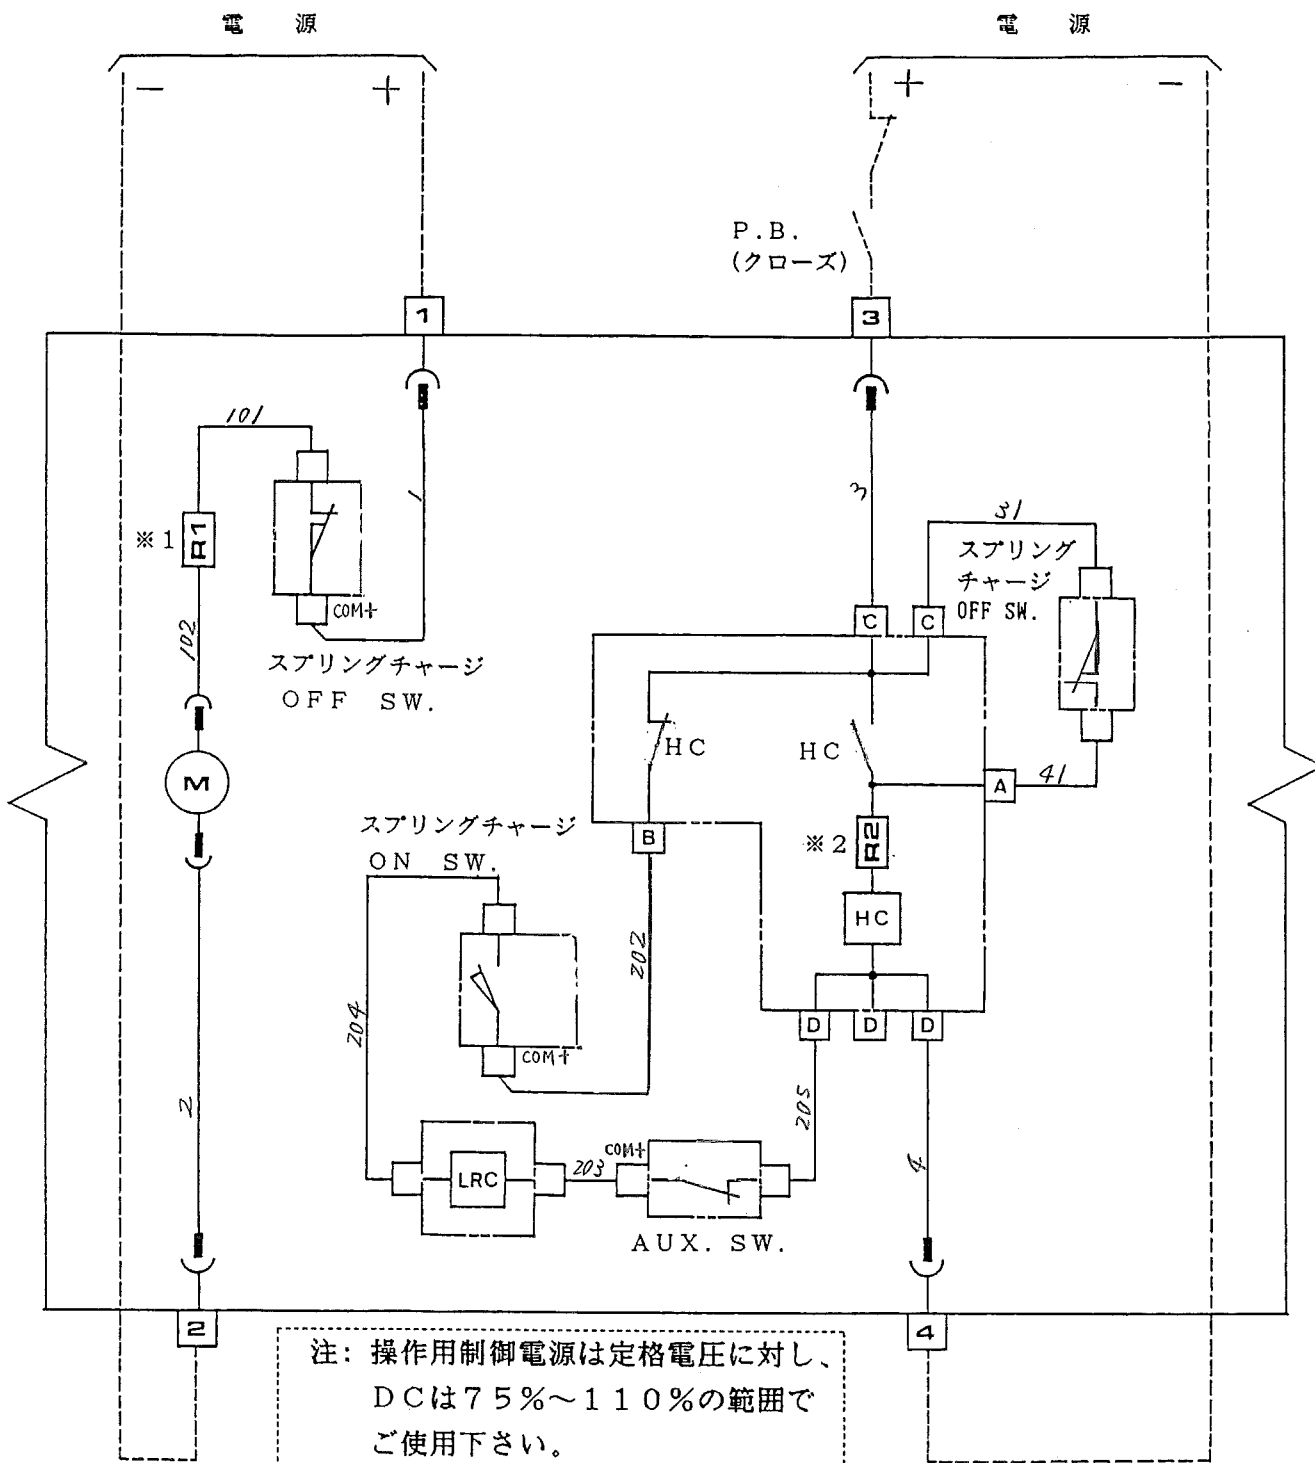 電 源
電 源
－ ＋
＋ －
P.B.
(クローズ)
1
3
101
1
※1 R1
COM+
102
スプリングチャージ
OFF SW.
M
2
3
31
スプリング
チャージ
OFF SW.
C
C
HC
HC
A
41
B
※2 R2
HC
D
D
D
スプリングチャージ
ON SW.
202
204
COM+
205
4
LRC
203
COM+
AUX. SW.
2
4
注: 操作用制御電源は定格電圧に対し、
DCは75%～110%の範囲で
ご使用下さい。